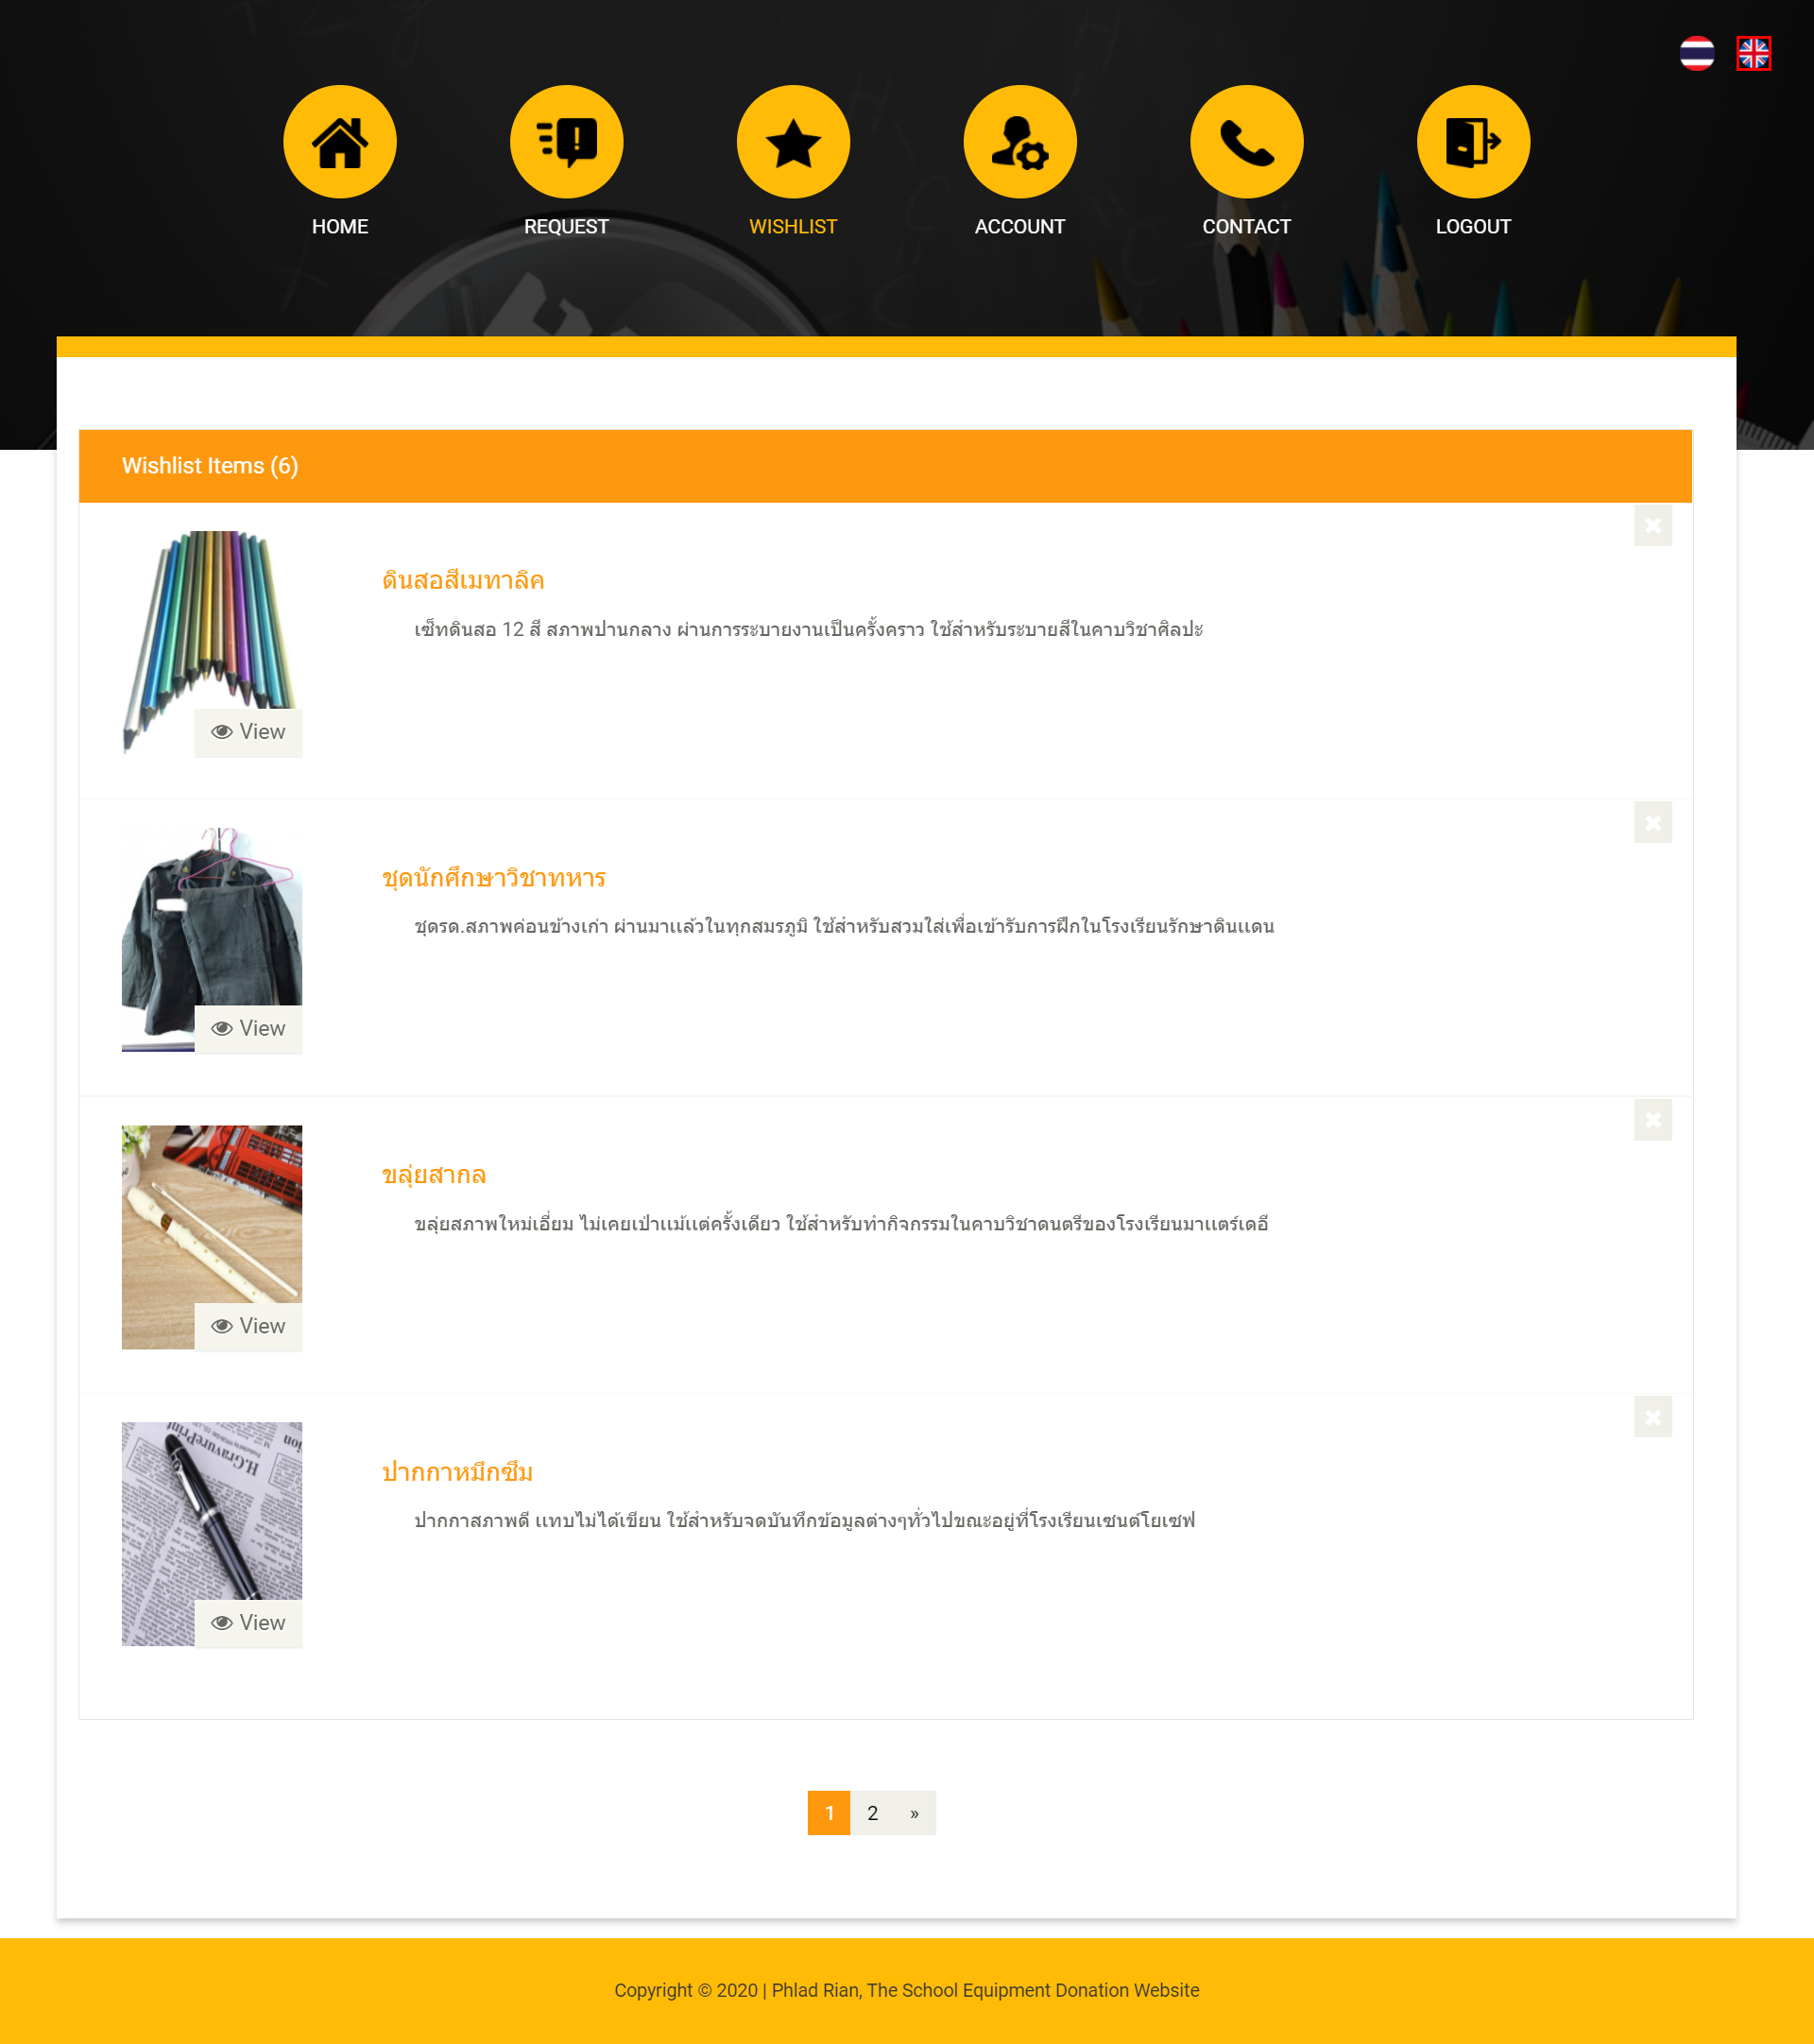 HOME
REQUEST
WISHLIST
ACCOUNT
CONTACT
LOGOUT
Wishlist Items (6)
ดินสอสีเมทาลิค
เซ็ทดินสอ 12 สี สภาพปานกลาง ผ่านการระบายงานเป็นครั้งคราว ใช้สำหรับระบายสีในคาบวิชาศิลปะ
View
ชุดนักศึกษาวิชาทหาร
ชุดรด.สภาพค่อนข้างเก่า ผ่านมาแล้วในทุกสมรภูมิ ใช้สำหรับสวมใส่เพื่อเข้ารับการฝึกในโรงเรียนรักษาดินแดน
View
ขลุ่ยสากล
ขลุ่ยสภาพใหม่เอี่ยม ไม่เคยเป่าแม้แต่ครั้งเดียว ใช้สำหรับทำกิจกรรมในคาบวิชาดนตรีของโรงเรียนมาแตร์เดอี
View
H.GravurePrint
ปากกาหมึกซึม
ปากกาสภาพดี แทบไม่ได้เขียน ใช้สำหรับจดบันทึกข้อมูลต่างๆทั่วไปขณะอยู่ที่โรงเรียนเซนต์โยเซฟ
View
1 2 »
Copyright © 2020 | Phlad Rian, The School Equipment Donation Website